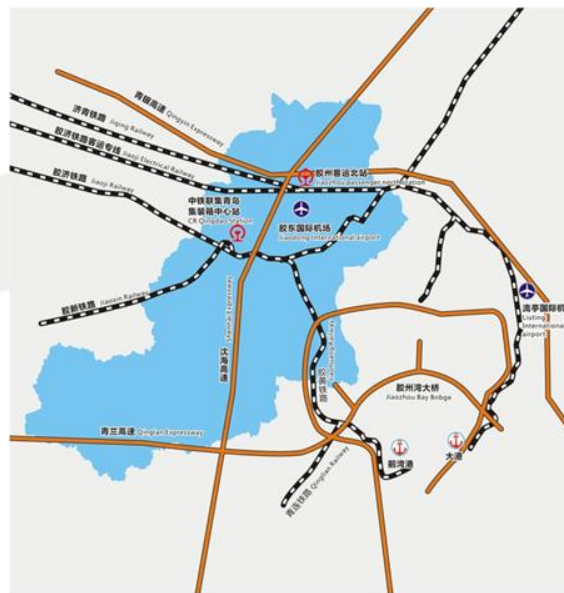 青银高速 Qingyin Expressway
济青铁路 Jiqing Railway
胶济铁路客运专线 Jiaoji Electrical Railway
胶济铁路 Jiaoji Railway
胶州客运北站
Jiaozhou passenger north station
中铁联集青岛
集装箱中心站
CR Qingdao Station
胶东国际机场
Jiaodong International airport
胶新铁路 Jiaoxin Railway
沈海高速
流亭国际机
Liuting
International
airport
胶黄铁路
胶州湾大桥
Jiaozhou Bay Bnbge
青兰高速 Qinglan Expressway
青连铁路 Qinglian Railway
前湾港
大港